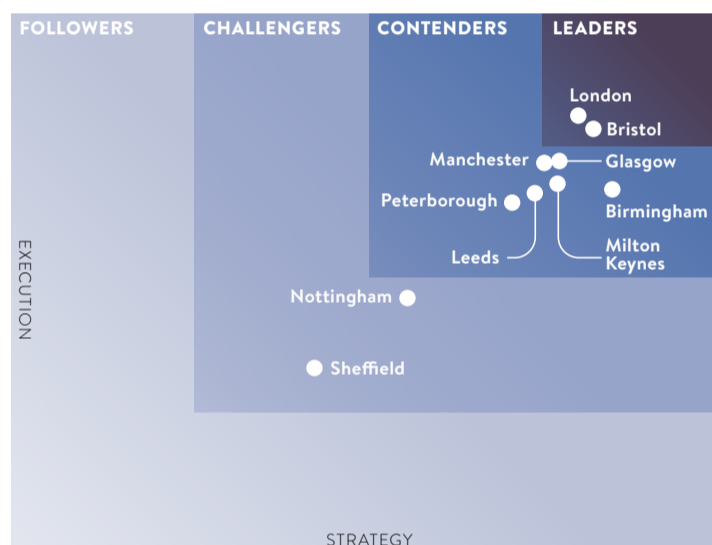 FOLLOWERS
CHALLENGERS
CONTENDERS
LEADERS
London
Bristol
Manchester
Glasgow
Peterborough
Birmingham
Leeds
Milton
Keynes
Nottingham
Sheffield
EXECUTION
STRATEGY